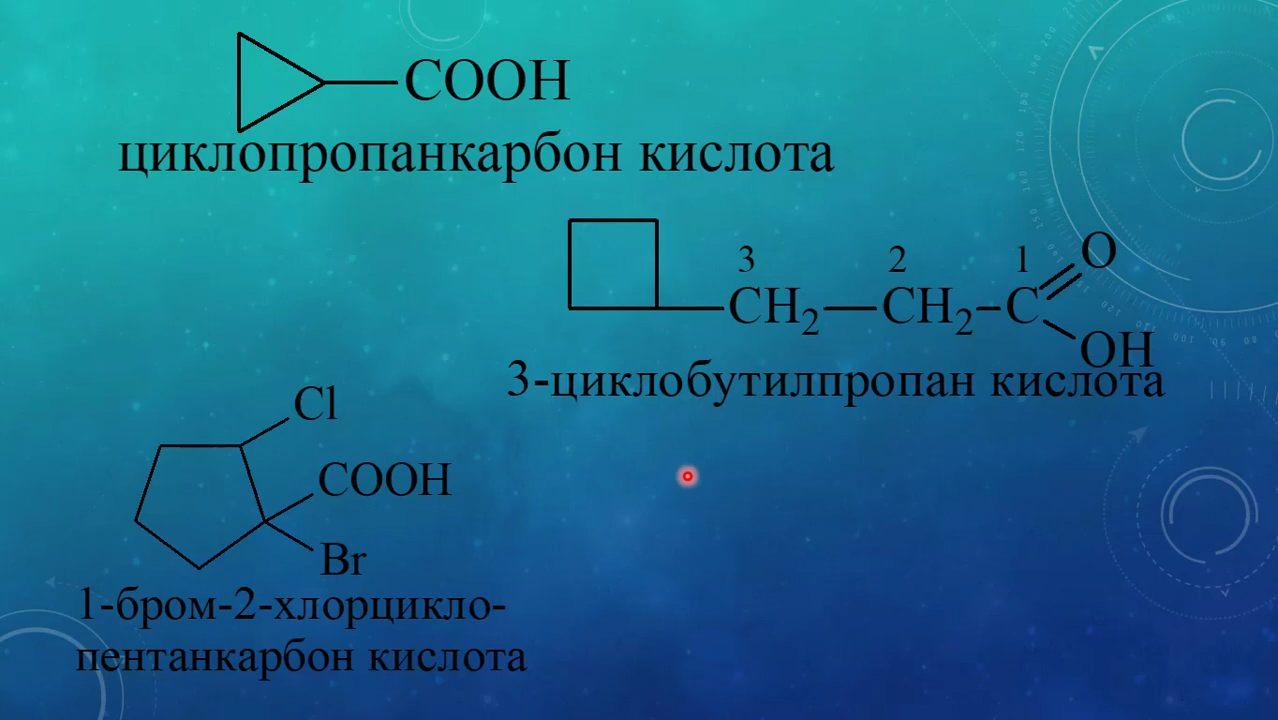 COOH
циклопропанкарбон кислота
3 2 1 O
CH₂—CH₂–C
OH
3-циклобутилпропан кислота
Cl
COOH
Br
1-бром-2-хлорцикло-
пентанкарбон кислота